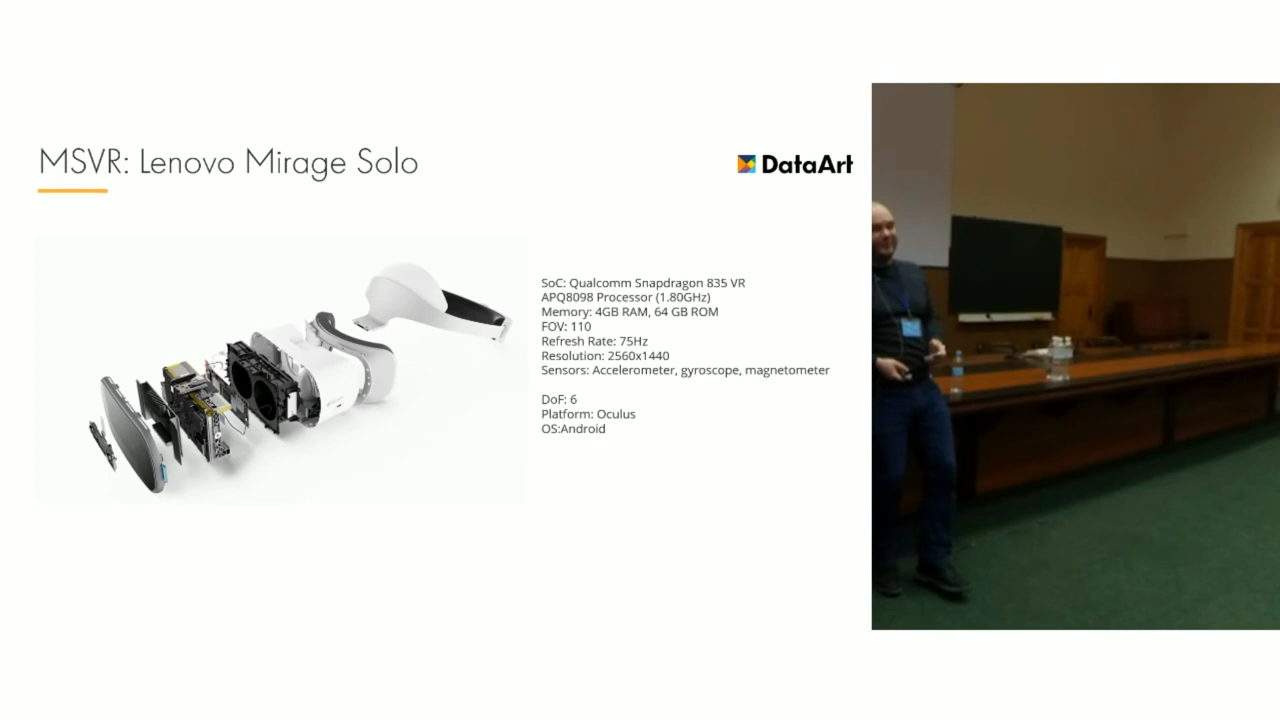 MSVR: Lenovo Mirage Solo
DataArt
SoC: Qualcomm Snapdragon 835 VR
APQ8098 Processor (1.80GHz)
Memory: 4GB RAM, 64 GB ROM
FOV: 110
Refresh Rate: 75Hz
Resolution: 2560x1440
Sensors: Accelerometer, gyroscope, magnetometer
DoF: 6
Platform: Oculus
OS:Android